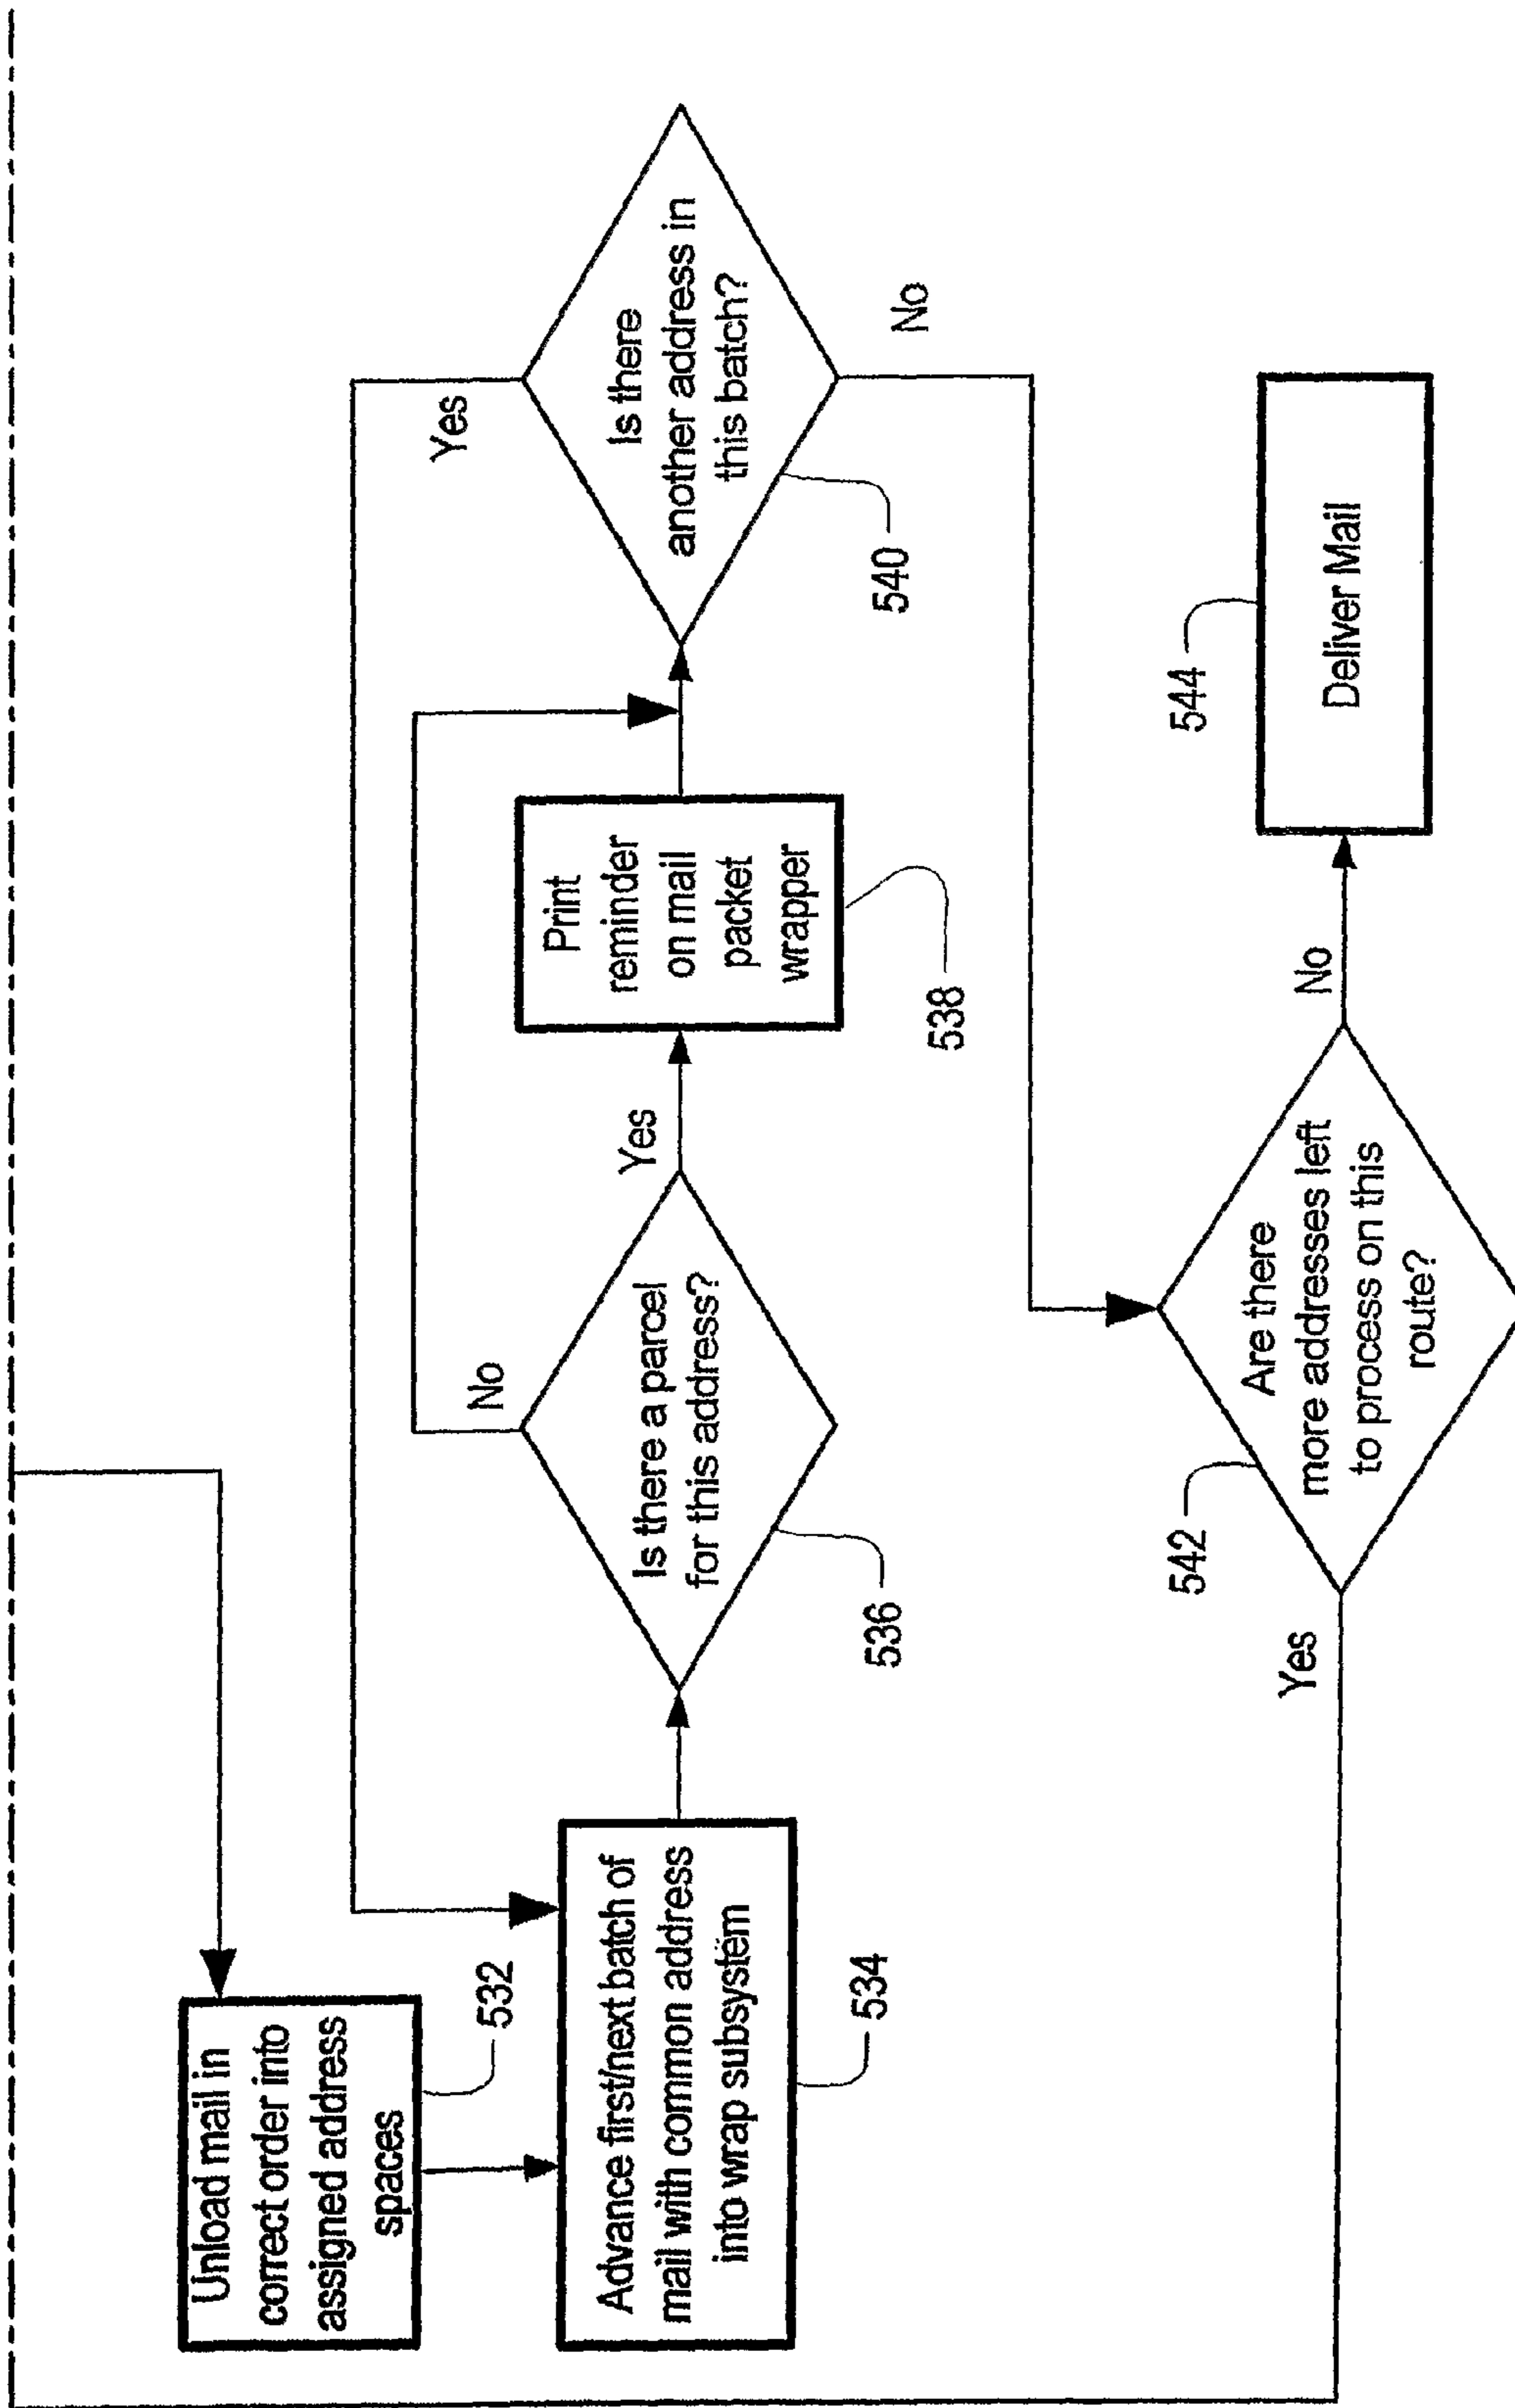 Unload mail in
correct order into
assigned address
spaces
532
Advance first/next batch of
mail with common address
into wrap subsystem
534
Is there a parcel
for this address?
536
No
Yes
Print
reminder
on mail
packet
wrapper
538
Is there
another address in
this batch?
540
Yes
No
Are there
more addresses left
to process on this
route?
542
Yes
No
Deliver Mail
544